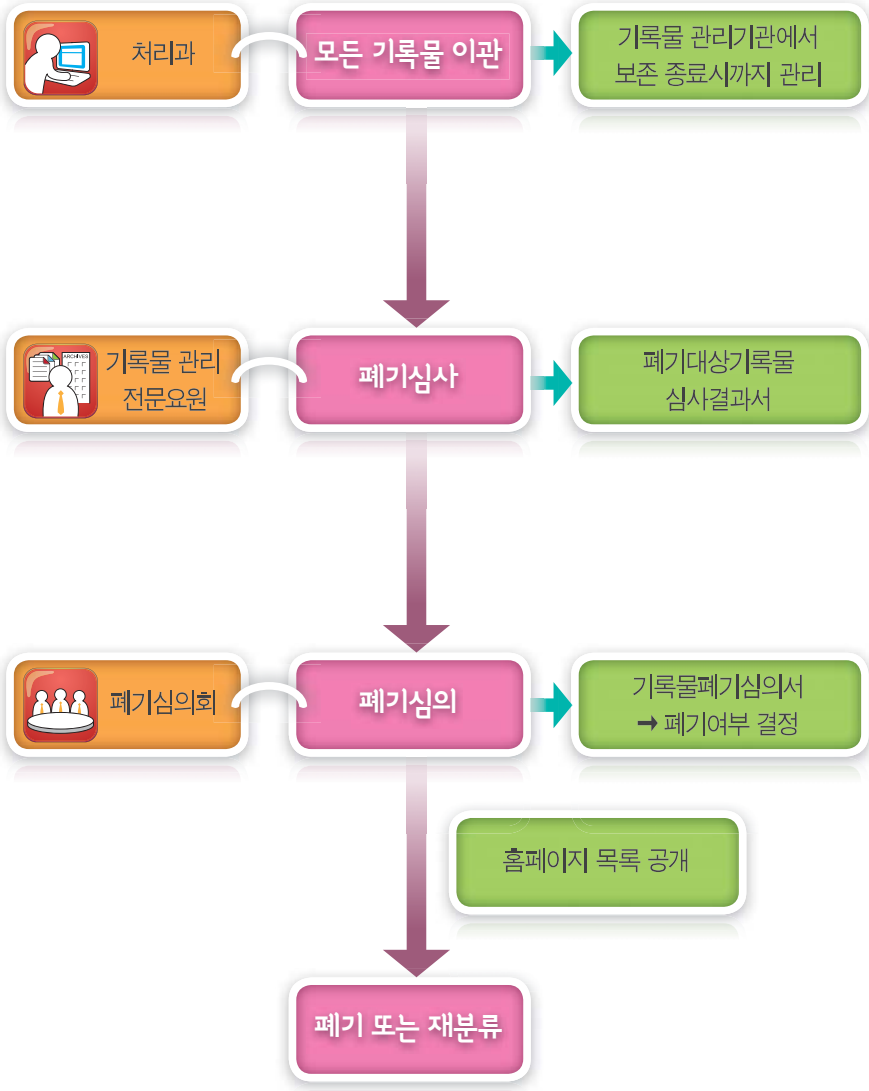 처리과
모든 기록물 이관
기록물 관리기관에서
보존 종료시까지 관리
기록물 관리
전문요원
ARCHIVES
폐기심사
폐기대상기록물
심사결과서
폐기심의회
폐기심의
기록물폐기심의서
➞ 폐기여부 결정
홈페이지 목록 공개
폐기 또는 재분류